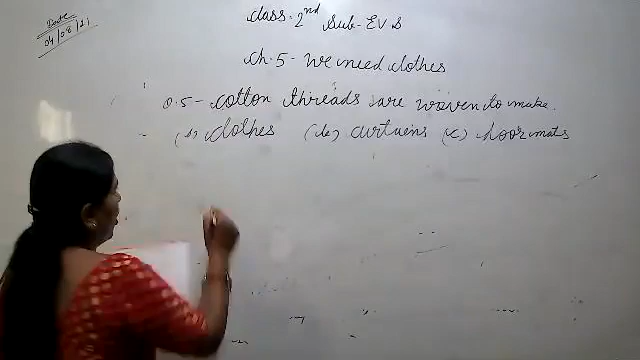 Date
04/08/21
Class. 2nd Sub- EVS
Ch. 5- We need clothes
Q.5- Cotton threads are woven to make.
clothes (b) curtains (c) doormats